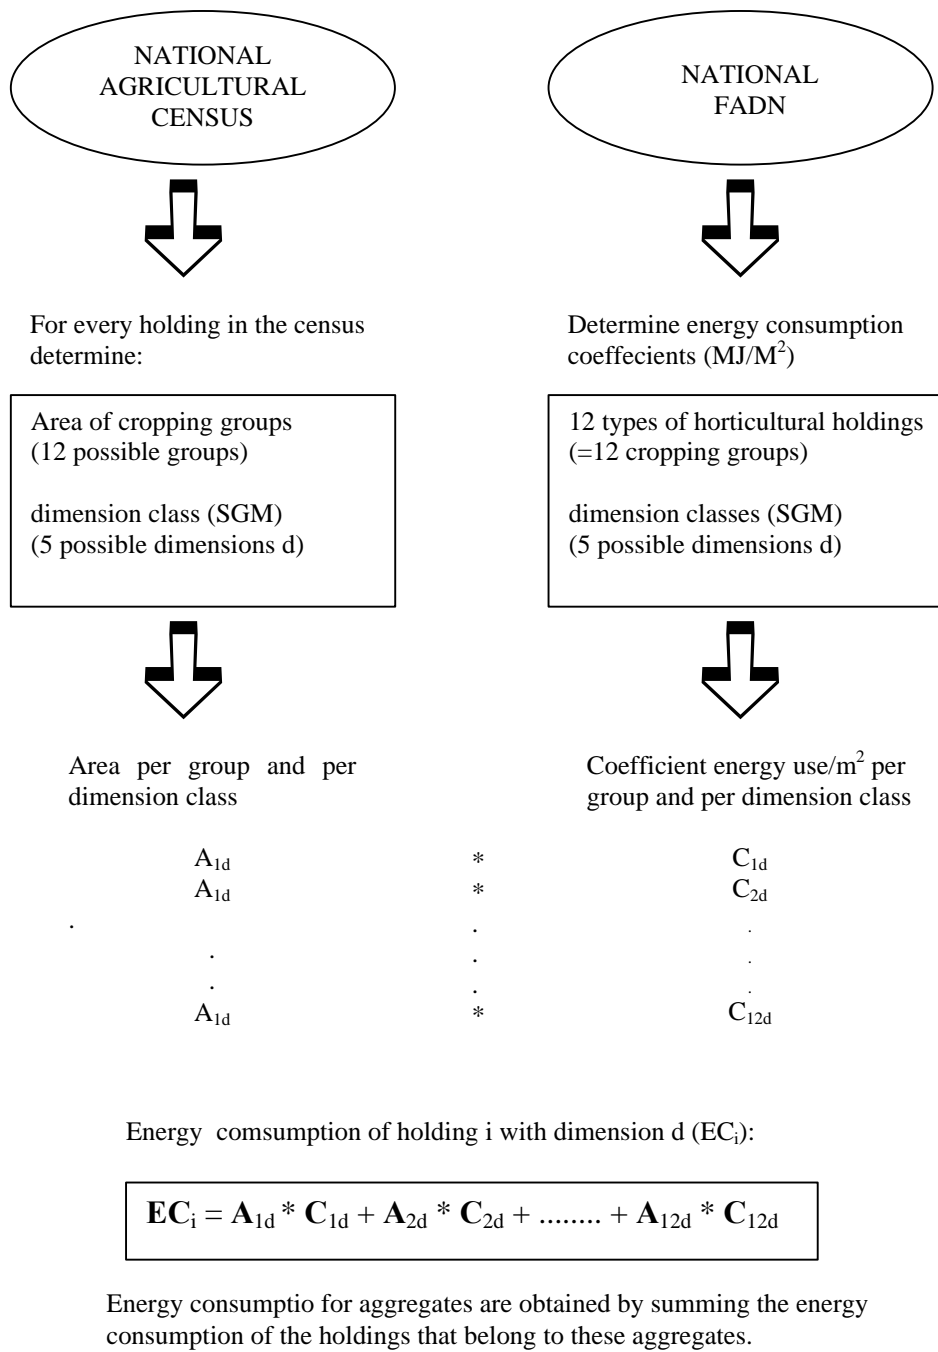 NATIONAL
AGRICULTURAL
CENSUS
NATIONAL
FADN
For every holding in the census
determine:
Determine energy consumption
coeffecients (MJ/M²)
Area of cropping groups
(12 possible groups)
dimension class (SGM)
(5 possible dimensions d)
12 types of horticultural holdings
(=12 cropping groups)
dimension classes (SGM)
(5 possible dimensions d)
Area per group and per
dimension class
Coefficient energy use/m² per
group and per dimension class
A1d * C1d
A1d * C2d
. . .
. . .
. . .
A1d * C12d
Energy comsumption of holding i with dimension d (ECi):
ECi = A1d * C1d + A2d * C2d + ........ + A12d * C12d
Energy consumptio for aggregates are obtained by summing the energy
consumption of the holdings that belong to these aggregates.